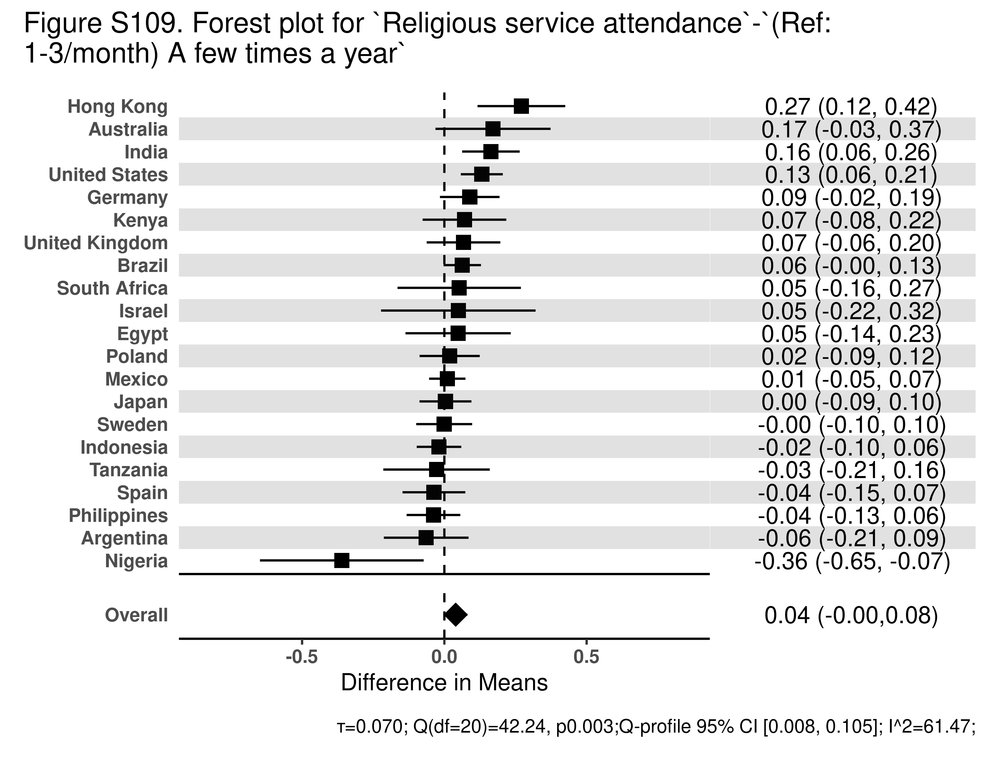 Figure S109. Forest plot for `Religious service attendance`-`(Ref:
1-3/month) A few times a year`
Hong Kong 0.27 (0.12, 0.42)
Australia 0.17 (-0.03, 0.37)
India 0.16 (0.06, 0.26)
United States 0.13 (0.06, 0.21)
Germany 0.09 (-0.02, 0.19)
Kenya 0.07 (-0.08, 0.22)
United Kingdom 0.07 (-0.06, 0.20)
Brazil 0.06 (-0.00, 0.13)
South Africa 0.05 (-0.16, 0.27)
Israel 0.05 (-0.22, 0.32)
Egypt 0.05 (-0.14, 0.23)
Poland 0.02 (-0.09, 0.12)
Mexico 0.01 (-0.05, 0.07)
Japan 0.00 (-0.09, 0.10)
Sweden -0.00 (-0.10, 0.10)
Indonesia -0.02 (-0.10, 0.06)
Tanzania -0.03 (-0.21, 0.16)
Spain -0.04 (-0.15, 0.07)
Philippines -0.04 (-0.13, 0.06)
Argentina -0.06 (-0.21, 0.09)
Nigeria -0.36 (-0.65, -0.07)
Overall 0.04 (-0.00,0.08)
-0.5 0.0 0.5
Difference in Means
τ=0.070; Q(df=20)=42.24, p0.003;Q-profile 95% CI [0.008, 0.105]; I^2=61.47;